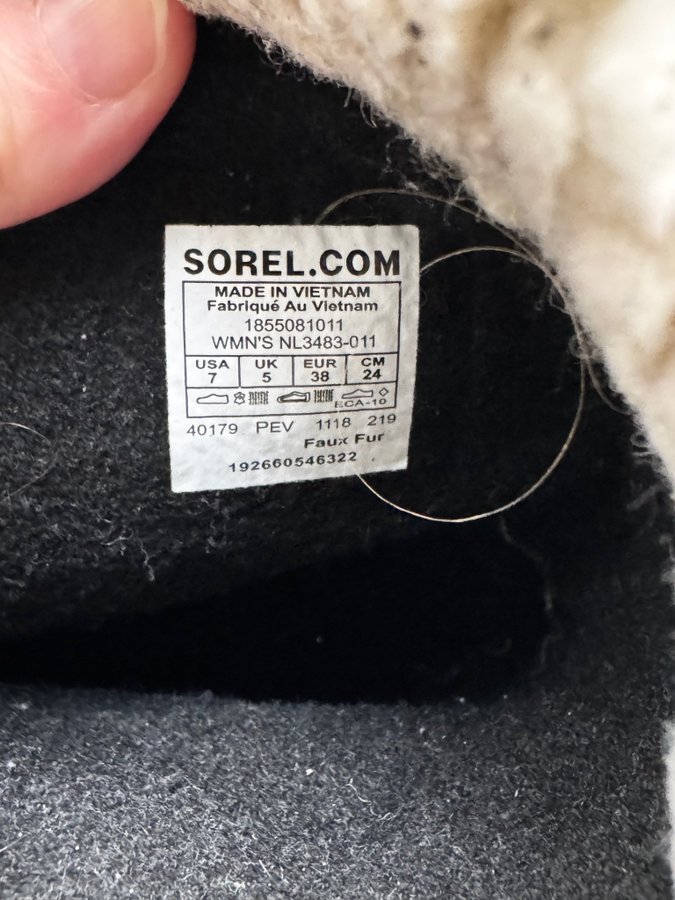 SOREL.COM
MADE IN VIETNAM
Fabriqué Au Vietnam
1855081011
WMN'S NL3483-011
USA UK EUR CM
7 5 38 24
ECA-10
40179 PEV 1118 219
Faux Fur
192660546322